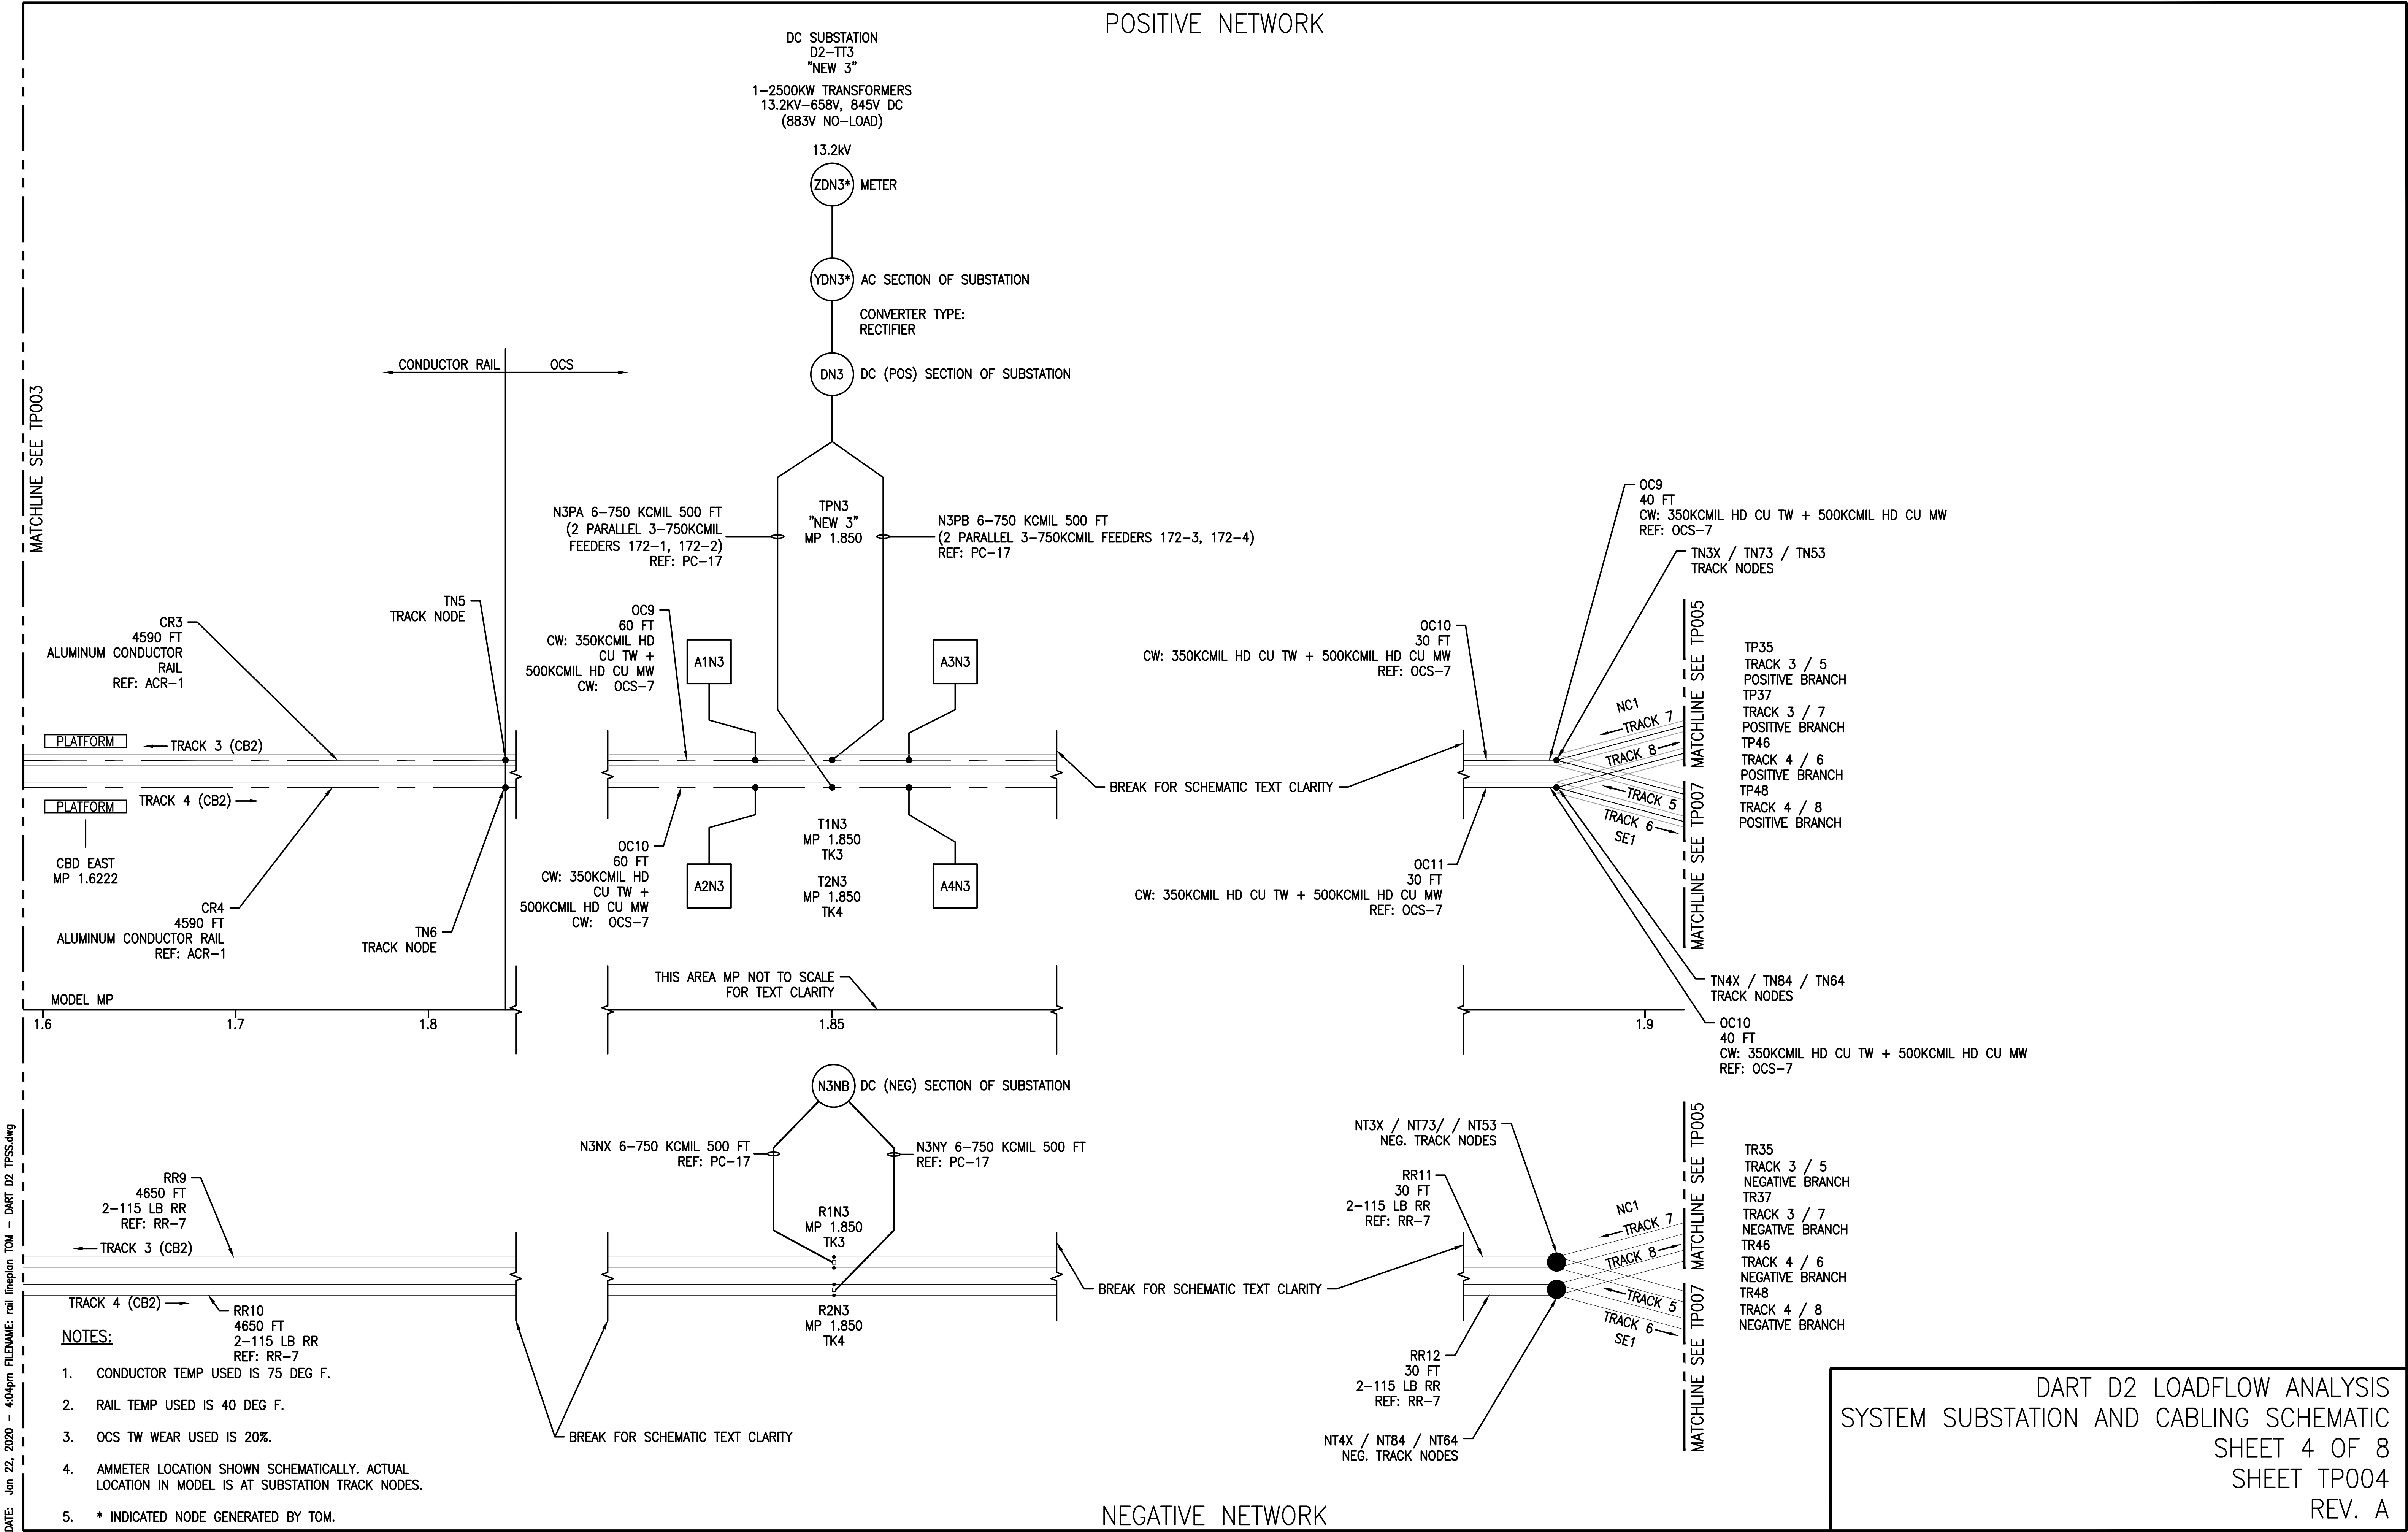 POSITIVE NETWORK
DC SUBSTATION
D2-TT3
"NEW 3"
1-2500KW TRANSFORMERS
13.2KV-658V, 845V DC
(883V NO-LOAD)
13.2kV
ZDN3*
METER
YDN3*
AC SECTION OF SUBSTATION
CONVERTER TYPE:
RECTIFIER
DN3
DC (POS) SECTION OF SUBSTATION
CONDUCTOR RAIL
OCS
MATCHLINE SEE TP003
N3PA 6-750 KCMIL 500 FT
(2 PARALLEL 3-750KCMIL
FEEDERS 172-1, 172-2)
REF: PC-17
TPN3
"NEW 3"
MP 1.850
N3PB 6-750 KCMIL 500 FT
(2 PARALLEL 3-750KCMIL FEEDERS 172-3, 172-4)
REF: PC-17
OC9
40 FT
CW: 350KCMIL HD CU TW + 500KCMIL HD CU MW
REF: OCS-7
TN3X / TN73 / TN53
TRACK NODES
CR3
4590 FT
ALUMINUM CONDUCTOR
RAIL
REF: ACR-1
TN5
TRACK NODE
OC9
60 FT
CW: 350KCMIL HD
CU TW +
500KCMIL HD CU MW
CW: OCS-7
A1N3
A3N3
OC10
30 FT
CW: 350KCMIL HD CU TW + 500KCMIL HD CU MW
REF: OCS-7
MATCHLINE SEE TP005
TP35
TRACK 3 / 5
POSITIVE BRANCH
TP37
TRACK 3 / 7
POSITIVE BRANCH
TP46
TRACK 4 / 6
POSITIVE BRANCH
TP48
TRACK 4 / 8
POSITIVE BRANCH
NC1
TRACK 7
TRACK 8
TRACK 5
TRACK 6
SE1
MATCHLINE SEE TP007
PLATFORM
TRACK 3 (CB2)
PLATFORM
TRACK 4 (CB2)
BREAK FOR SCHEMATIC TEXT CLARITY
CBD EAST
MP 1.6222
CR4
4590 FT
ALUMINUM CONDUCTOR RAIL
REF: ACR-1
TN6
TRACK NODE
OC10
60 FT
CW: 350KCMIL HD
CU TW +
500KCMIL HD CU MW
CW: OCS-7
A2N3
T1N3
MP 1.850
TK3
T2N3
MP 1.850
TK4
A4N3
OC11
30 FT
CW: 350KCMIL HD CU TW + 500KCMIL HD CU MW
REF: OCS-7
TN4X / TN84 / TN64
TRACK NODES
OC10
40 FT
CW: 350KCMIL HD CU TW + 500KCMIL HD CU MW
REF: OCS-7
THIS AREA MP NOT TO SCALE
FOR TEXT CLARITY
MODEL MP
1.6
1.7
1.8
1.85
1.9
N3NB
DC (NEG) SECTION OF SUBSTATION
N3NX 6-750 KCMIL 500 FT
REF: PC-17
N3NY 6-750 KCMIL 500 FT
REF: PC-17
NT3X / NT73/ / NT53
NEG. TRACK NODES
MATCHLINE SEE TP005
TR35
TRACK 3 / 5
NEGATIVE BRANCH
TR37
TRACK 3 / 7
NEGATIVE BRANCH
TR46
TRACK 4 / 6
NEGATIVE BRANCH
TR48
TRACK 4 / 8
NEGATIVE BRANCH
RR9
4650 FT
2-115 LB RR
REF: RR-7
R1N3
MP 1.850
TK3
RR11
30 FT
2-115 LB RR
REF: RR-7
NC1
TRACK 7
TRACK 8
TRACK 5
TRACK 6
SE1
MATCHLINE SEE TP007
TRACK 3 (CB2)
TRACK 4 (CB2)
RR10
4650 FT
2-115 LB RR
REF: RR-7
BREAK FOR SCHEMATIC TEXT CLARITY
R2N3
MP 1.850
TK4
RR12
30 FT
2-115 LB RR
REF: RR-7
BREAK FOR SCHEMATIC TEXT CLARITY
NT4X / NT84 / NT64
NEG. TRACK NODES
NOTES:
1. CONDUCTOR TEMP USED IS 75 DEG F.
2. RAIL TEMP USED IS 40 DEG F.
3. OCS TW WEAR USED IS 20%.
4. AMMETER LOCATION SHOWN SCHEMATICALLY. ACTUAL
LOCATION IN MODEL IS AT SUBSTATION TRACK NODES.
5. * INDICATED NODE GENERATED BY TOM.
NEGATIVE NETWORK
DART D2 LOADFLOW ANALYSIS
SYSTEM SUBSTATION AND CABLING SCHEMATIC
SHEET 4 OF 8
SHEET TP004
REV. A
DATE: Jan 22, 2020 - 4:04pm FILENAME: rail lineplan TOM - DART D2 TPSS.dwg